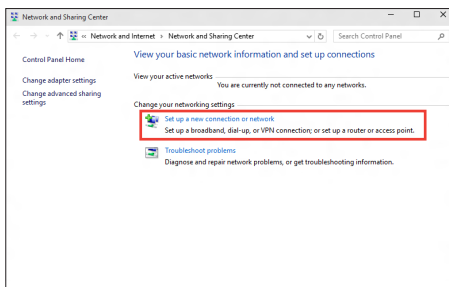 Network and Sharing Center
« Network and Internet › Network and Sharing Center
Search Control Panel
Control Panel Home
Change adapter settings
Change advanced sharing
settings
View your basic network information and set up connections
View your active networks
You are currently not connected to any networks.
Change your networking settings
Set up a new connection or network
Set up a broadband, dial-up, or VPN connection; or set up a router or access point.
Troubleshoot problems
Diagnose and repair network problems, or get troubleshooting information.